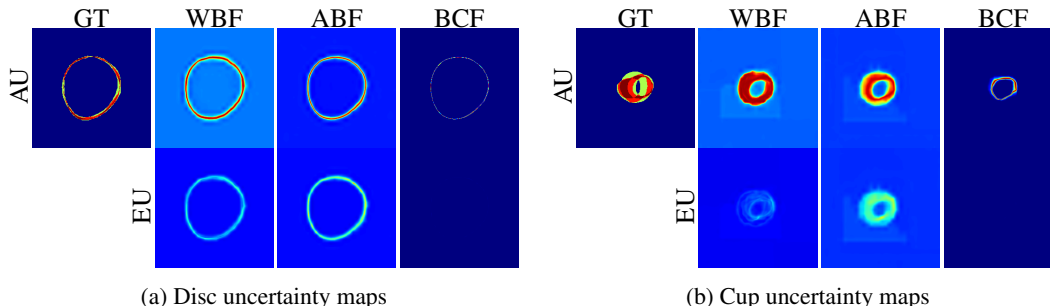 GT WBF ABF BCF GT WBF ABF BCF
AU AU
EU EU
(a) Disc uncertainty maps (b) Cup uncertainty maps